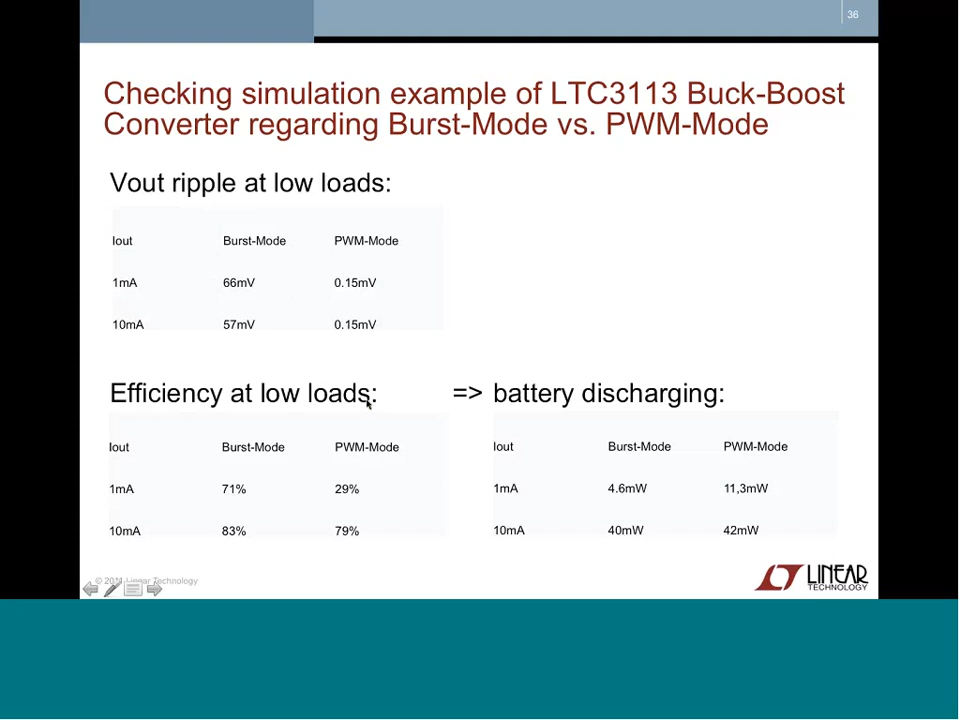 36
Checking simulation example of LTC3113 Buck-Boost
Converter regarding Burst-Mode vs. PWM-Mode
Vout ripple at low loads:
Iout Burst-Mode PWM-Mode
1mA 66mV 0.15mV
10mA 57mV 0.15mV
Efficiency at low loads: => battery discharging:
Iout Burst-Mode PWM-Mode
1mA 71% 29%
10mA 83% 79%
Iout Burst-Mode PWM-Mode
1mA 4.6mW 11,3mW
10mA 40mW 42mW
© 2011 Linear Technology
LINEAR
TECHNOLOGY